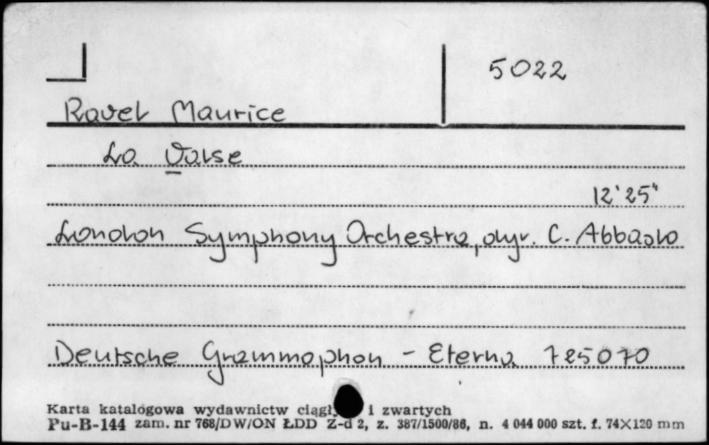 5022
Ravel Maurice
La Valse
12'25"
London Symphony Orchestra, dyr. C. Abbado
Deutsche Grammophon - Eterna 725070
Karta katalogowa wydawnictw ciągł i zwartych
Pu-B-144 zam. nr 768/DW/ON ŁDD Z-d 2, z. 387/1500/86, n. 4 044 000 szt. f. 74×120 mm